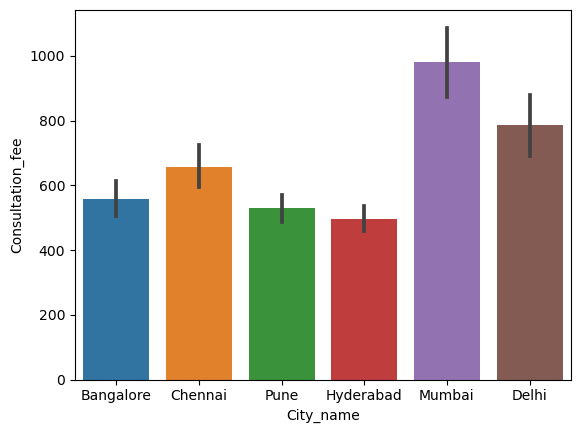 Consultation_fee
1000
800
600
400
200
0
Bangalore Chennai Pune Hyderabad Mumbai Delhi
City_name